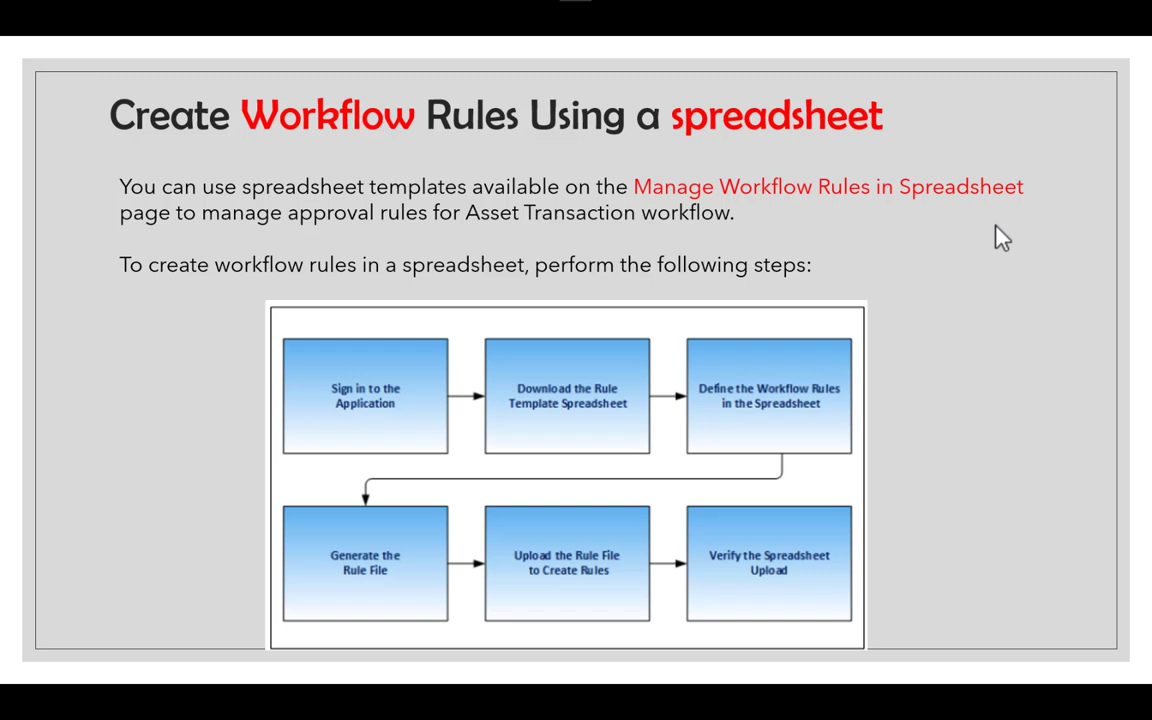 Create Workflow Rules Using a spreadsheet
You can use spreadsheet templates available on the Manage Workflow Rules in Spreadsheet
page to manage approval rules for Asset Transaction workflow.
To create workflow rules in a spreadsheet, perform the following steps:
Sign in to the
Application
Download the Rule
Template Spreadsheet
Define the Workflow Rules
in the Spreadsheet
Generate the
Rule File
Upload the Rule File
to Create Rules
Verify the Spreadsheet
Upload